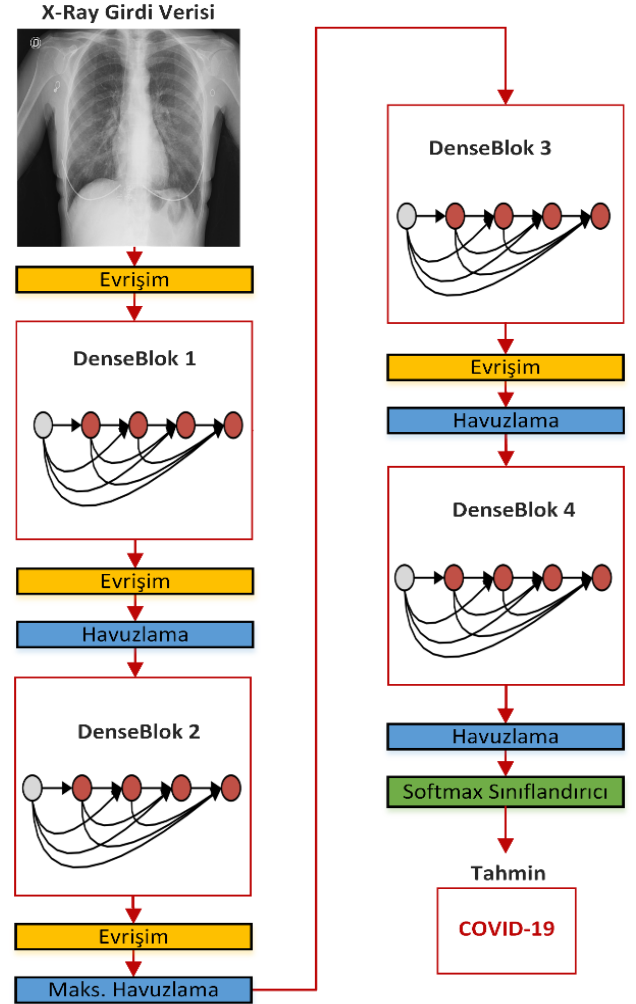 X-Ray Girdi Verisi
Evrişim
DenseBlok 1
Evrişim
Havuzlama
DenseBlok 2
Evrişim
Maks. Havuzlama
DenseBlok 3
Evrişim
Havuzlama
DenseBlok 4
Havuzlama
Softmax Sınıflandırıcı
Tahmin
COVID-19